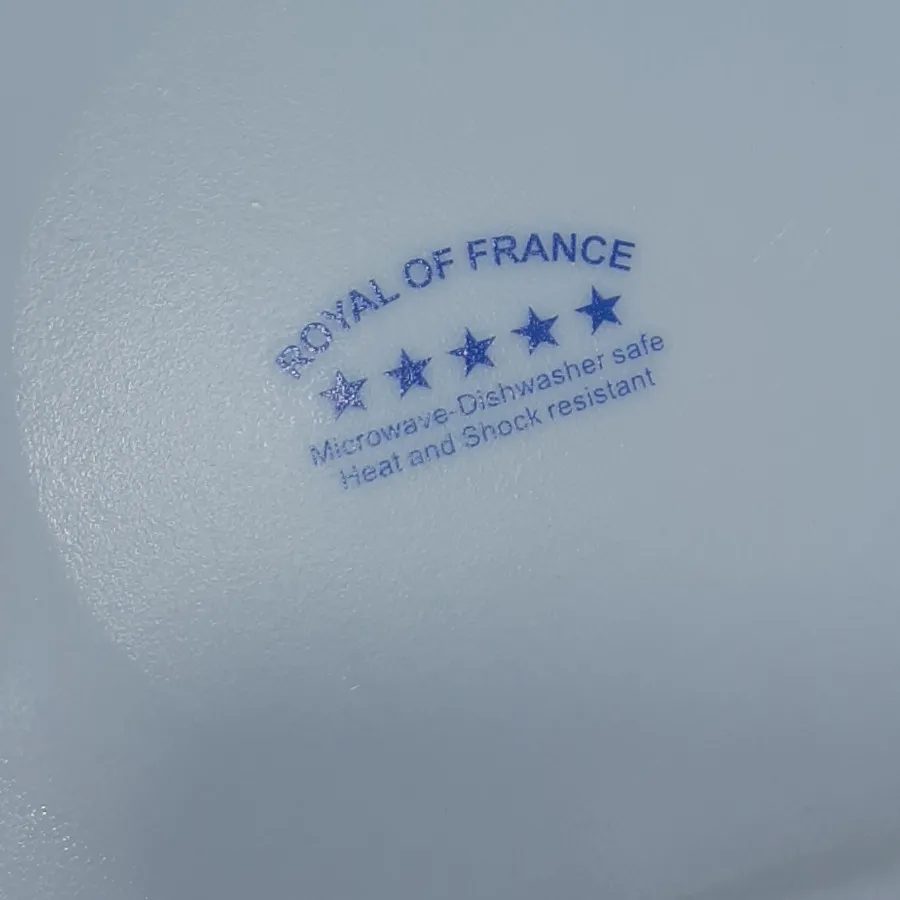 ROYAL OF FRANCE
★★★★★
Microwave-Dishwasher safe
Heat and Shock resistant